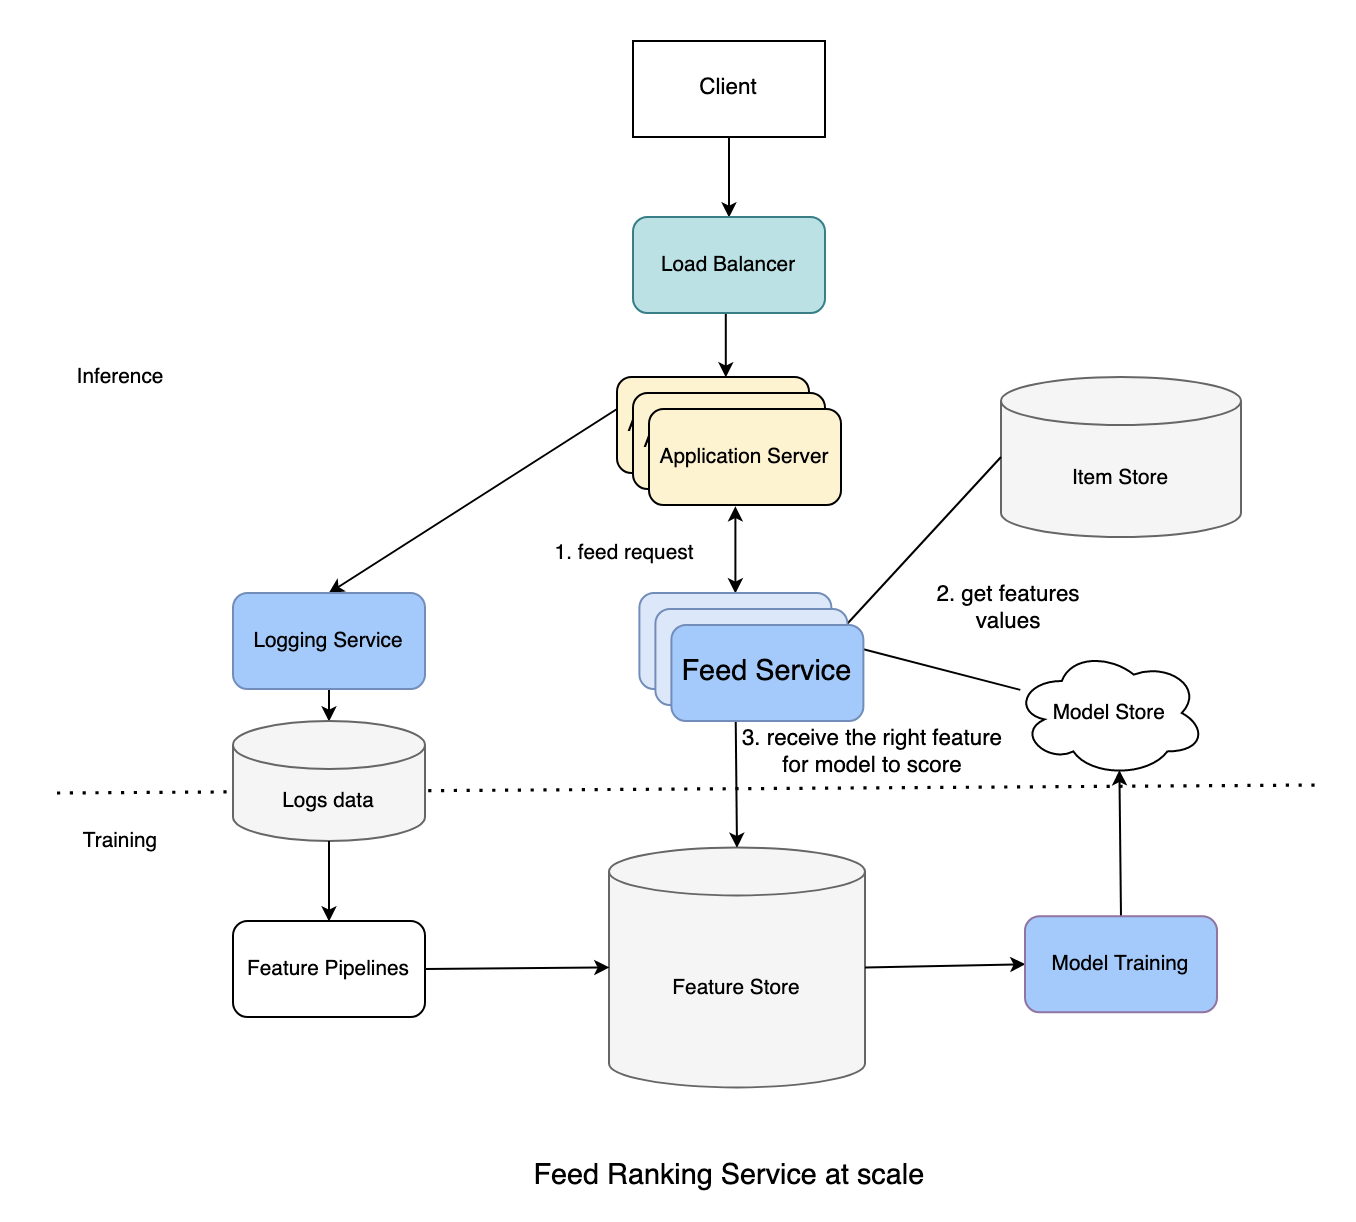 Client
Load Balancer
Inference
Application Server
Item Store
1. feed request
2. get features
values
Logging Service
Feed Service
Model Store
3. receive the right feature
for model to score
Logs data
Training
Feature Pipelines
Feature Store
Model Training
Feed Ranking Service at scale